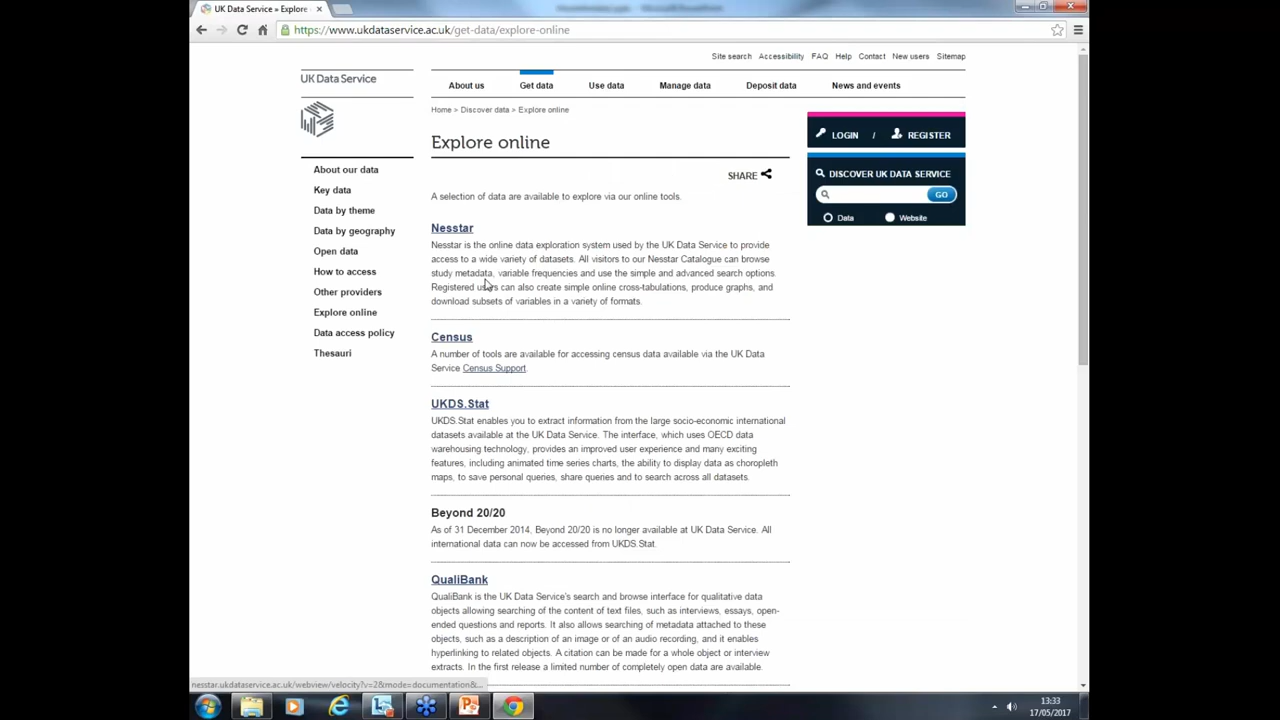 UK Data Service » Explore
https://www.ukdataservice.ac.uk/get-data/explore-online
Site search Accessibility FAQ Help Contact New users Sitemap
UK Data Service
About us Get data Use data Manage data Deposit data News and events
Home > Discover data > Explore online
LOGIN / REGISTER
Explore online
DISCOVER UK DATA SERVICE
GO
Data Website
SHARE
About our data
Key data
Data by theme
Data by geography
Open data
How to access
Other providers
Explore online
Data access policy
Thesauri
A selection of data are available to explore via our online tools.
Nesstar
Nesstar is the online data exploration system used by the UK Data Service to provide
access to a wide variety of datasets. All visitors to our Nesstar Catalogue can browse
study metadata, variable frequencies and use the simple and advanced search options.
Registered users can also create simple online cross-tabulations, produce graphs, and
download subsets of variables in a variety of formats.
Census
A number of tools are available for accessing census data available via the UK Data
Service Census Support.
UKDS.Stat
UKDS.Stat enables you to extract information from the large socio-economic international
datasets available at the UK Data Service. The interface, which uses OECD data
warehousing technology, provides an improved user experience and many exciting
features, including animated time series charts, the ability to display data as choropleth
maps, to save personal queries, share queries and to search across all datasets.
Beyond 20/20
As of 31 December 2014, Beyond 20/20 is no longer available at UK Data Service. All
international data can now be accessed from UKDS.Stat.
QualiBank
QualiBank is the UK Data Service's search and browse interface for qualitative data
objects allowing searching of the content of text files, such as interviews, essays, open-
ended questions and reports. It also allows searching of metadata attached to these
objects, such as a description of an image or of an audio recording, and it enables
hyperlinking to related objects. A citation can be made for a whole object or interview
extracts. In the first release a limited number of completely open data are available.
nesstar.ukdataservice.ac.uk/webview/velocity?v=2&mode=documentation&...
13:33
17/05/2017